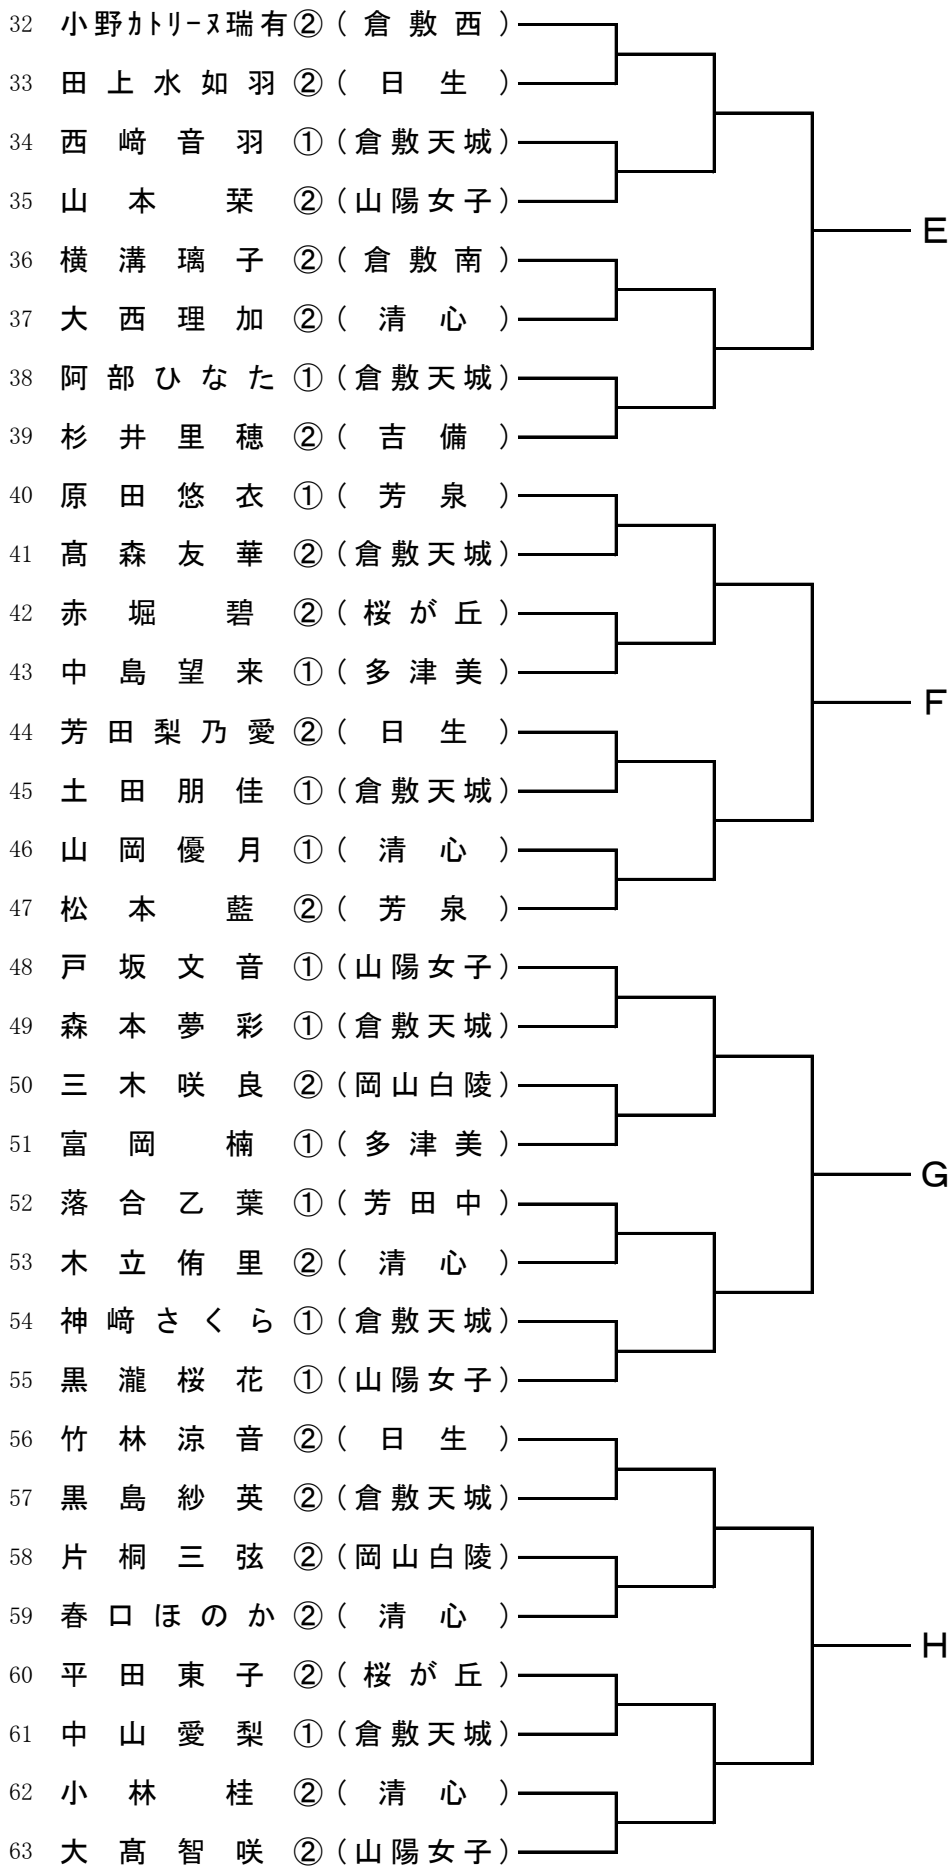 32 小野ｶﾄﾘｰﾇ瑞有②(倉敷西)
33 田上水如羽②(日生)
34 西﨑音羽①(倉敷天城)
35 山本栞②(山陽女子)
E
36 横溝璃子②(倉敷南)
37 大西理加②(清心)
38 阿部ひなた①(倉敷天城)
39 杉井里穂②(吉備)
40 原田悠衣①(芳泉)
41 髙森友華②(倉敷天城)
42 赤堀碧②(桜が丘)
43 中島望来①(多津美)
F
44 芳田梨乃愛②(日生)
45 土田朋佳①(倉敷天城)
46 山岡優月①(清心)
47 松本藍②(芳泉)
48 戸坂文音①(山陽女子)
49 森本夢彩①(倉敷天城)
50 三木咲良②(岡山白陵)
51 富岡楠①(多津美)
G
52 落合乙葉①(芳田中)
53 木立侑里②(清心)
54 神﨑さくら①(倉敷天城)
55 黒瀧桜花①(山陽女子)
56 竹林涼音②(日生)
57 黒島紗英②(倉敷天城)
58 片桐三弦②(岡山白陵)
59 春口ほのか②(清心)
H
60 平田東子②(桜が丘)
61 中山愛梨①(倉敷天城)
62 小林桂②(清心)
63 大髙智咲②(山陽女子)